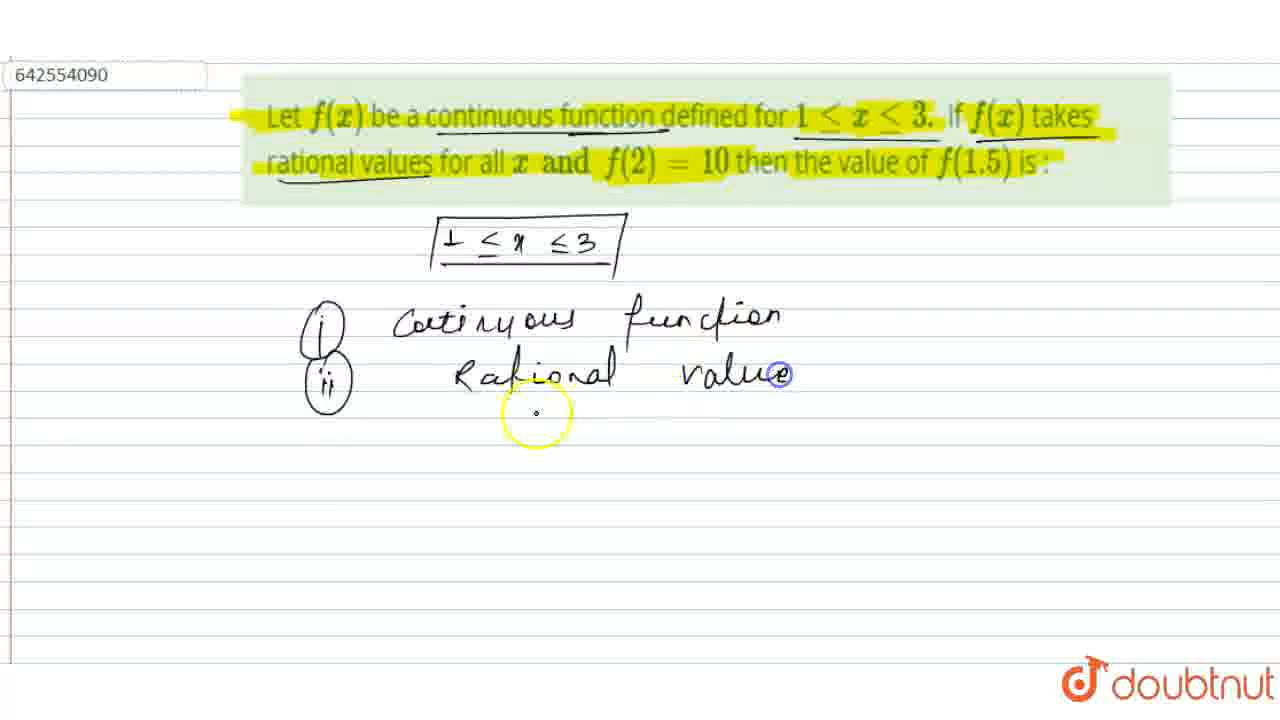 642554090
Let f(x) be a continuous function defined for 1 ≤ x ≤ 3. If f(x) takes
rational values for all x and f(2) = 10 then the value of f(1.5) is :
1 ≤ x ≤ 3
i continuous function
ii Rational value
doubtnut